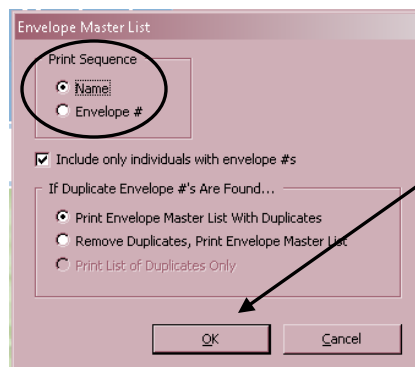 Envelope Master List
Print Sequence
Name
Envelope #
Include only individuals with envelope #s
If Duplicate Envelope #'s Are Found...
Print Envelope Master List With Duplicates
Remove Duplicates, Print Envelope Master List
Print List of Duplicates Only
OK
Cancel